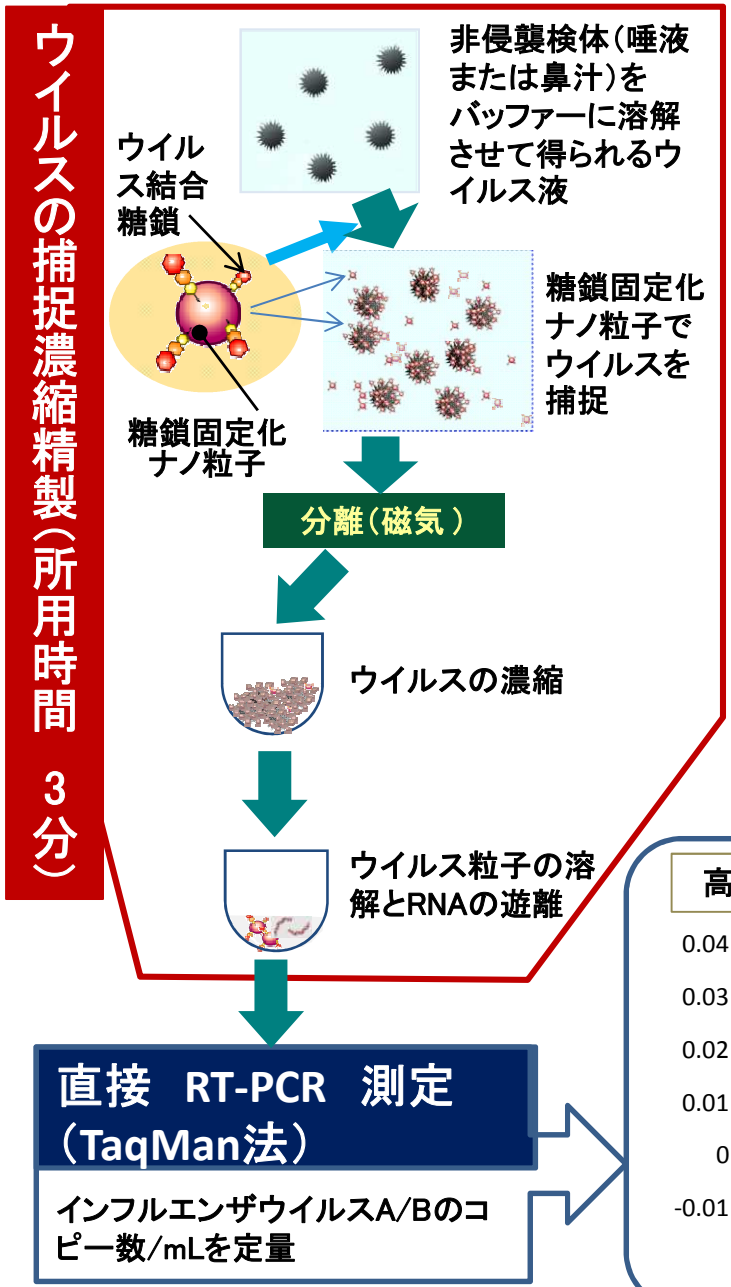 ウイルスの捕捉濃縮精製(所用時間 3分)
非侵襲検体(唾液
または鼻汁)を
バッファーに溶解
させて得られるウ
イルス液
ウイル
ス結合
糖鎖
糖鎖固定化
ナノ粒子で
ウイルスを
捕捉
糖鎖固定化
ナノ粒子
分離(磁気)
ウイルスの濃縮
ウイルス粒子の溶
解とRNAの遊離
直接 RT-PCR 測定
(TaqMan法)
インフルエンザウイルスA/Bのコ
ピー数/mLを定量
高
0.04
0.03
0.02
0.01
0
-0.01